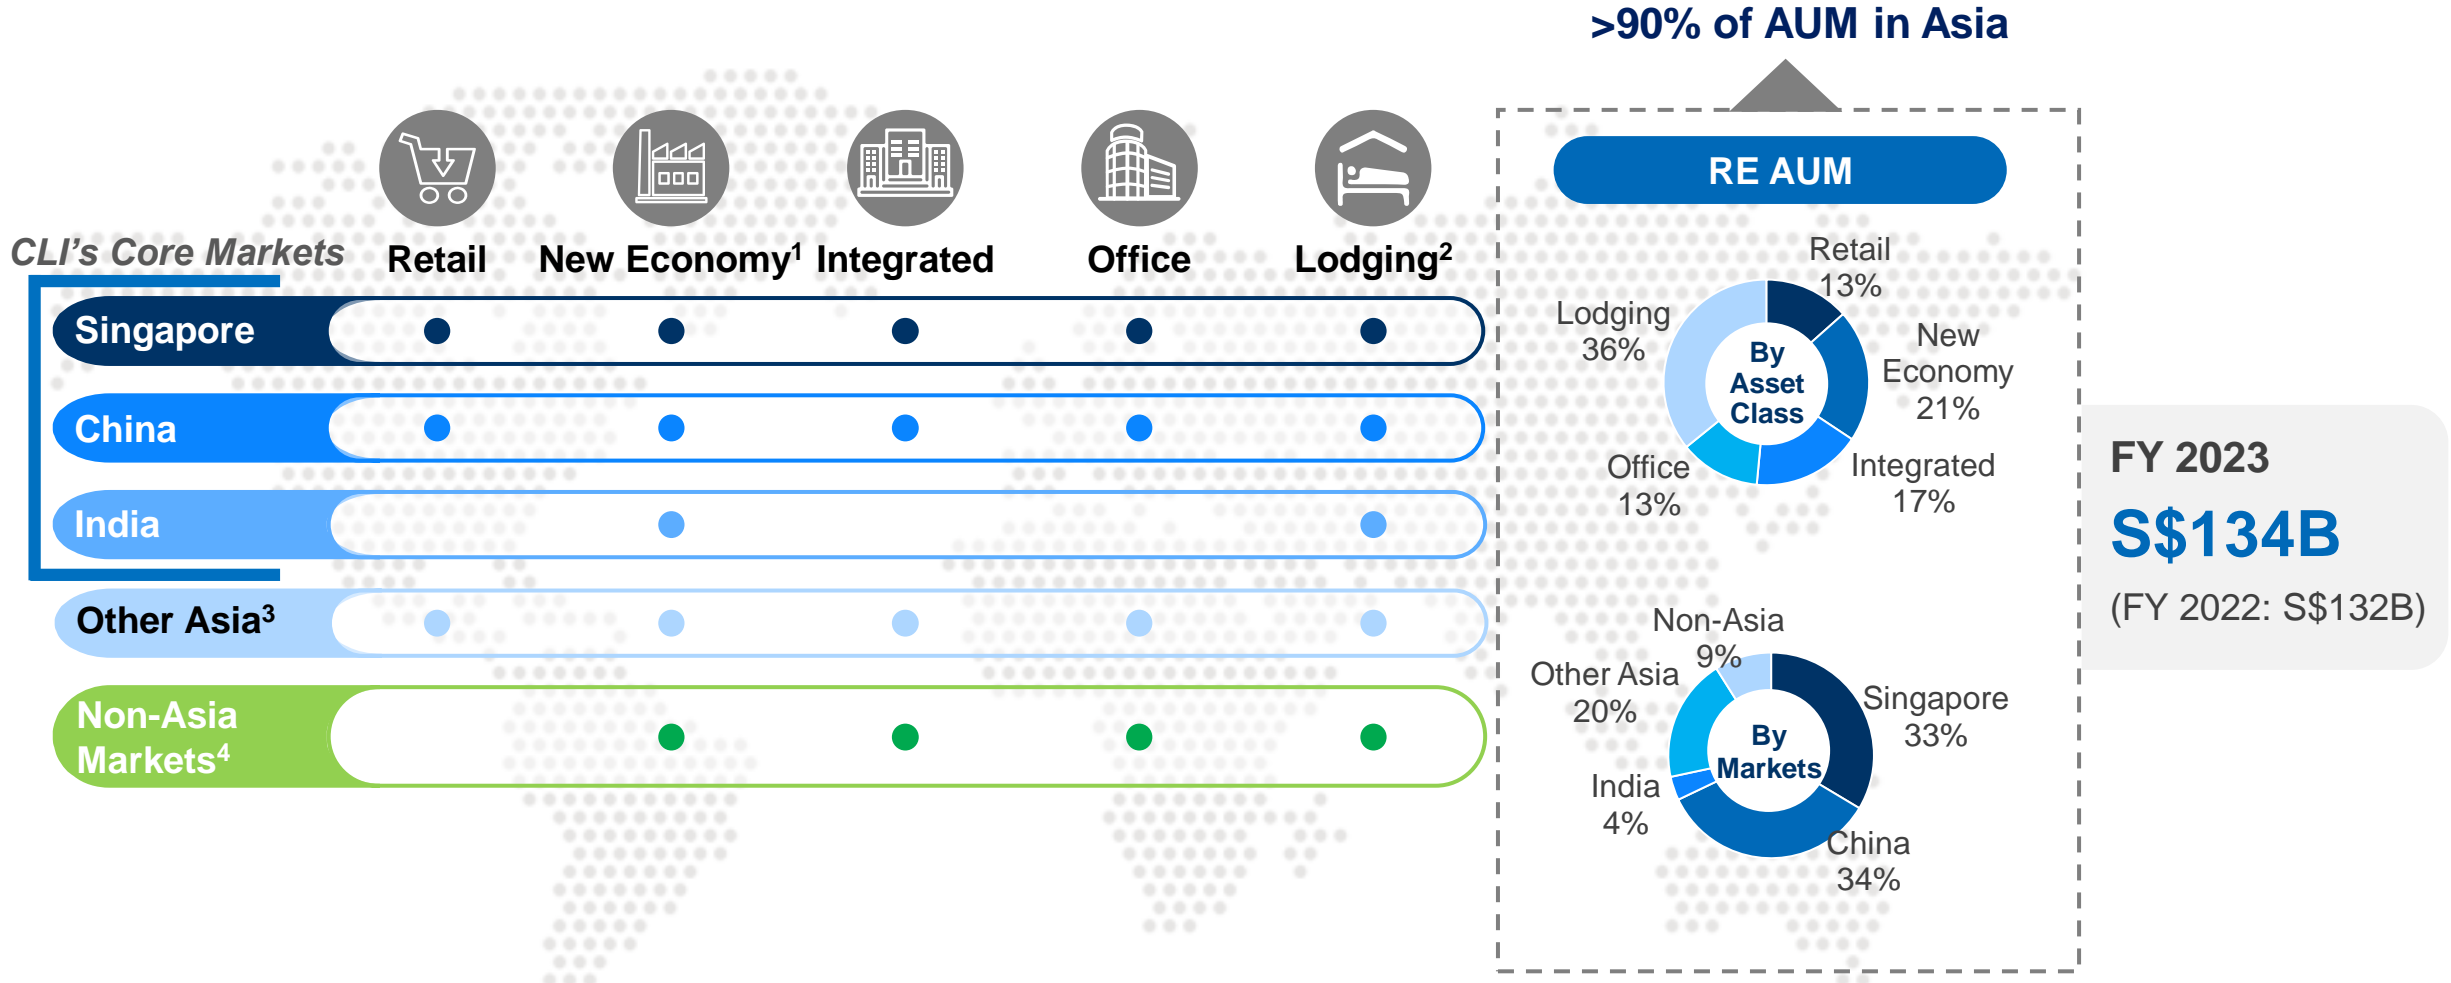 >90% of AUM in Asia
RE AUM
CLI's Core Markets
Retail
New Economy¹
Integrated
Office
Lodging²
Singapore
China
India
Other Asia³
Non-Asia
Markets⁴
Retail
13%
New
Economy
21%
Integrated
17%
Office
13%
Lodging
36%
By
Asset
Class
Non-Asia
9%
Other Asia
20%
India
4%
Singapore
33%
China
34%
By
Markets
FY 2023
S$134B
(FY 2022: S$132B)